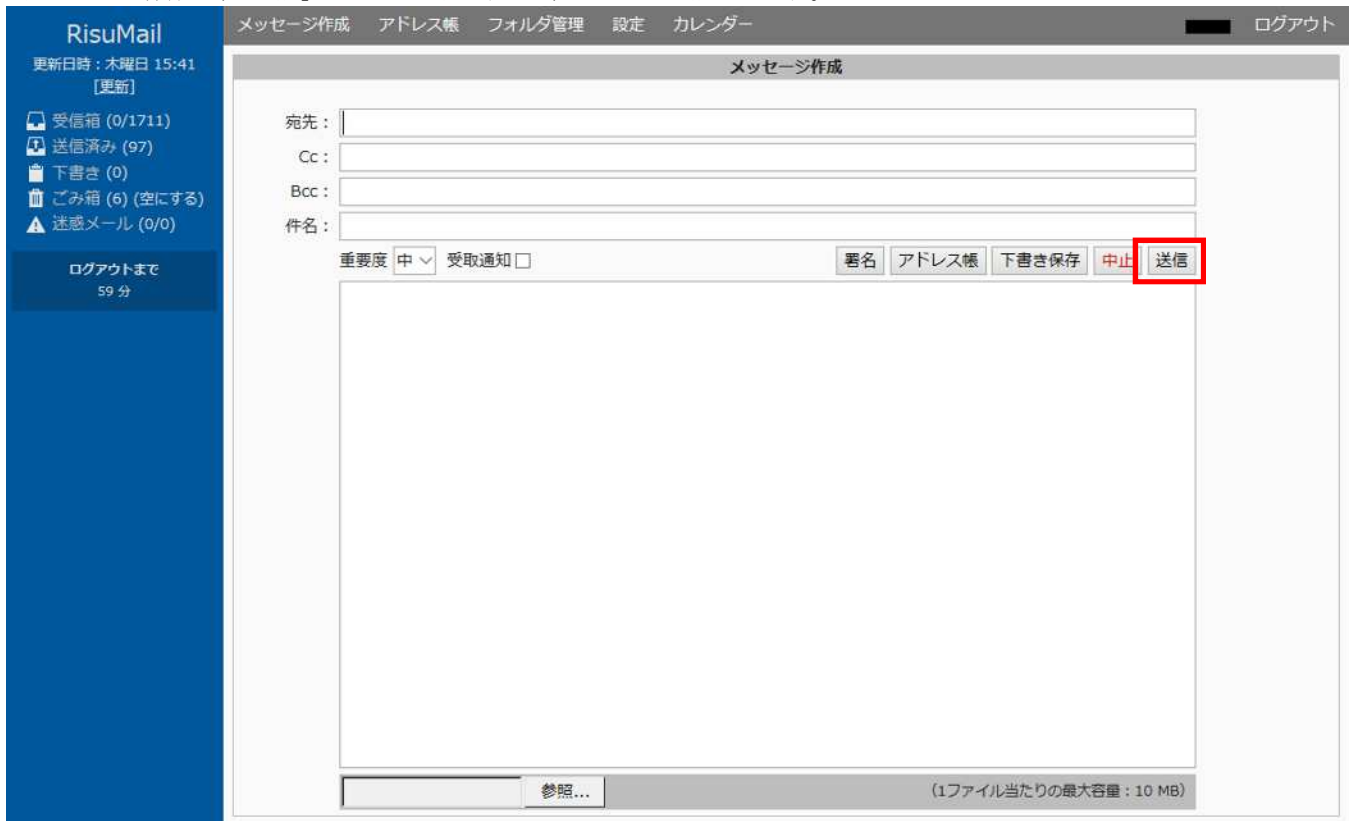 RisuMail
更新日時：木曜日 15:41
[更新]
受信箱 (0/1711)
送信済み (97)
下書き (0)
ごみ箱 (6) (空にする)
迷惑メール (0/0)
ログアウトまで
59 分
メッセージ作成 アドレス帳 フォルダ管理 設定 カレンダー ログアウト
メッセージ作成
宛先：
Cc：
Bcc：
件名：
重要度 中 受取通知 署名 アドレス帳 下書き保存 中止 送信
参照... (1ファイル当たりの最大容量：10 MB)